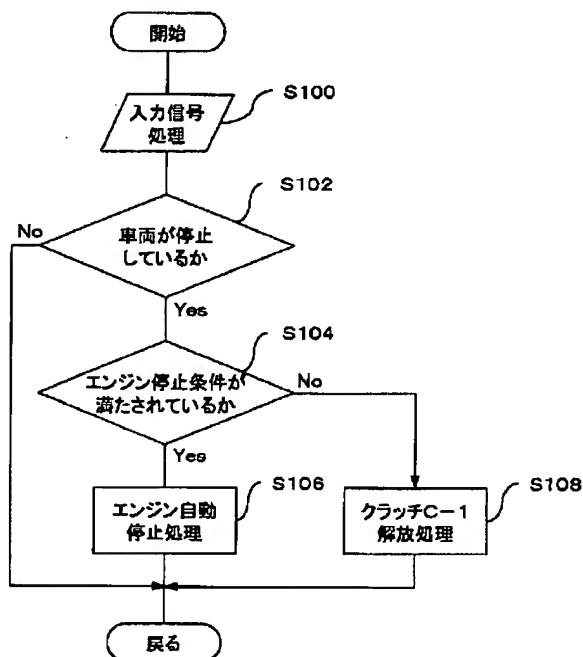 開始
S100
入力信号
処理
S102
No
車両が停止
しているか
Yes
S104
エンジン停止条件が
満たされているか
No
Yes
S106
エンジン自動
停止処理
S108
クラッチC-1
解放処理
戻る